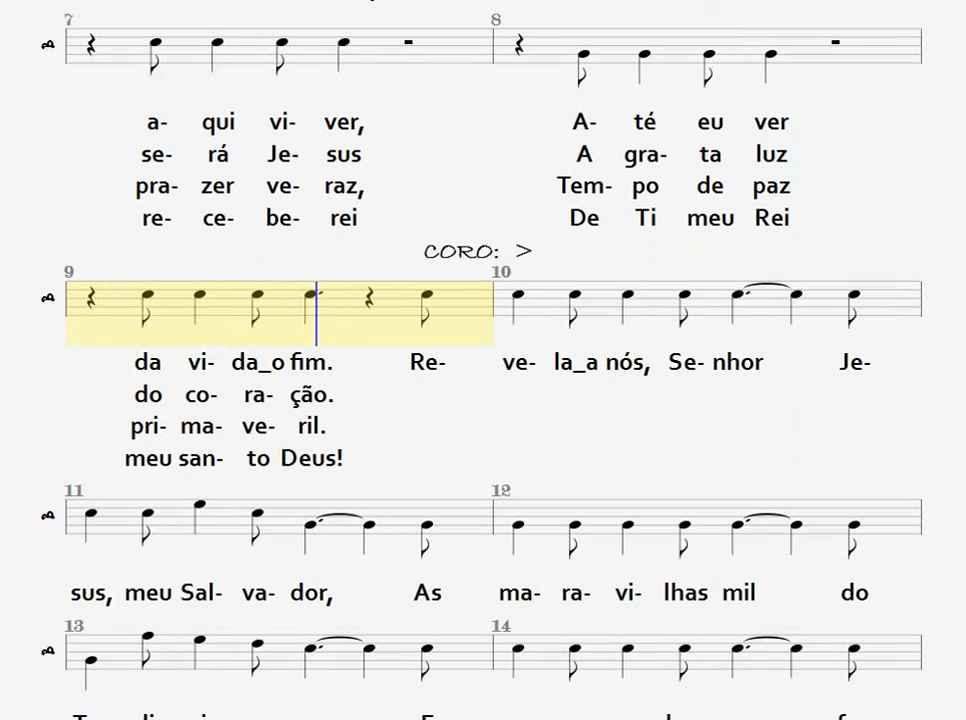 7 8
a- qui vi- ver, A- té eu ver
se- rá Je- sus A gra- ta luz
pra- zer ve- raz, Tem- po de paz
re- ce- be- rei De Ti meu Rei
CORO: >
9 10
da vi- da_o fim. Re- ve- la_a nós, Se- nhor Je-
do co- ra- ção.
pri- ma- ve- ril.
meu san- to Deus!
11 12
sus, meu Sal- va- dor, As ma- ra- vi- lhas mil do
13 14